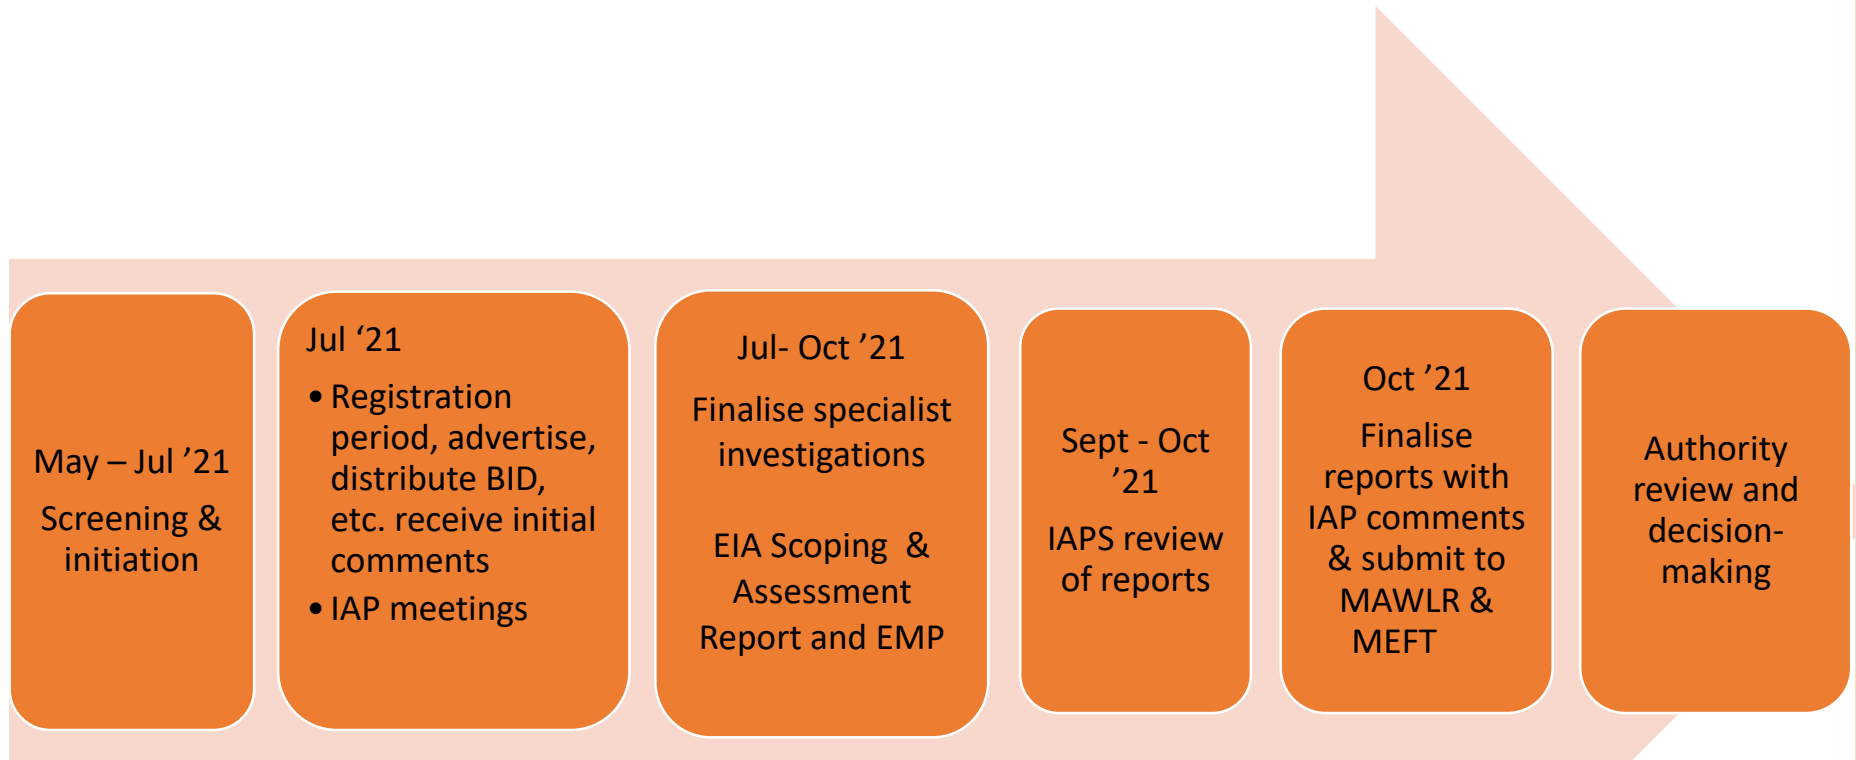 May – Jul ’21
Screening &
initiation
Jul ‘21
• Registration
period, advertise,
distribute BID,
etc. receive initial
comments
• IAP meetings
Jul- Oct ’21
Finalise specialist
investigations
EIA Scoping &
Assessment
Report and EMP
Sept - Oct
’21
IAPS review
of reports
Oct ’21
Finalise
reports with
IAP comments
& submit to
MAWLR &
MEFT
Authority
review and
decision-
making